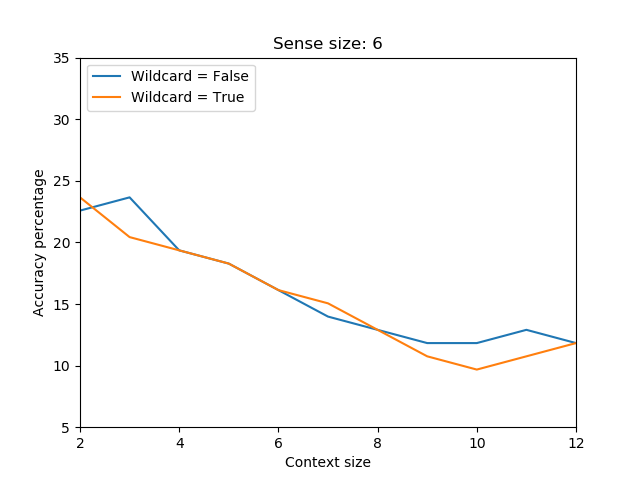 Sense size: 6
Wildcard = False
Wildcard = True
Accuracy percentage
35
30
25
20
15
10
5
2 4 6 8 10 12
Context size